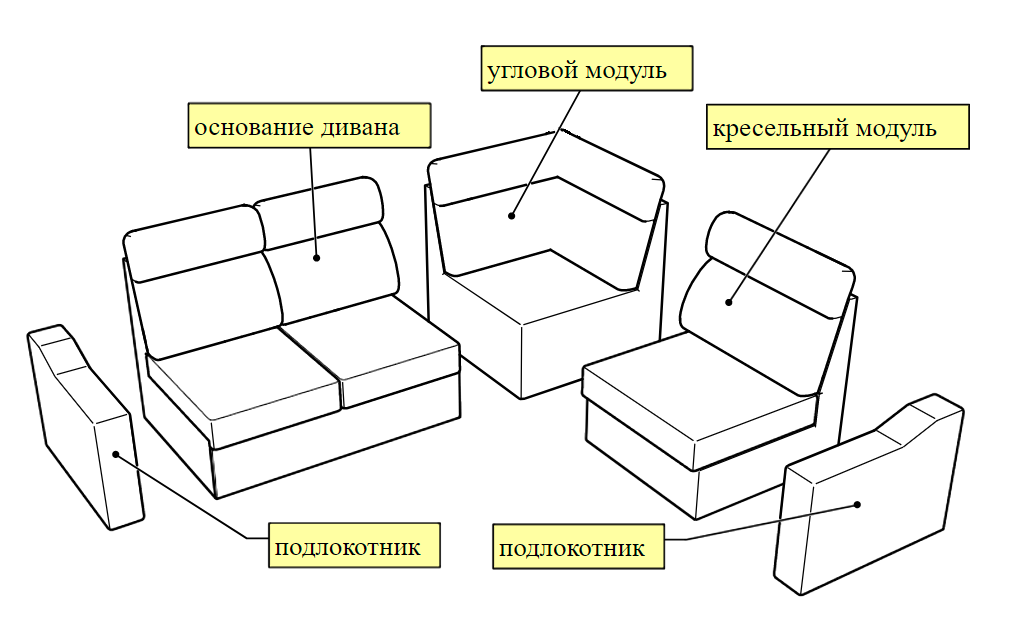 угловой модуль
основание дивана
кресельный модуль
подлокотник
подлокотник